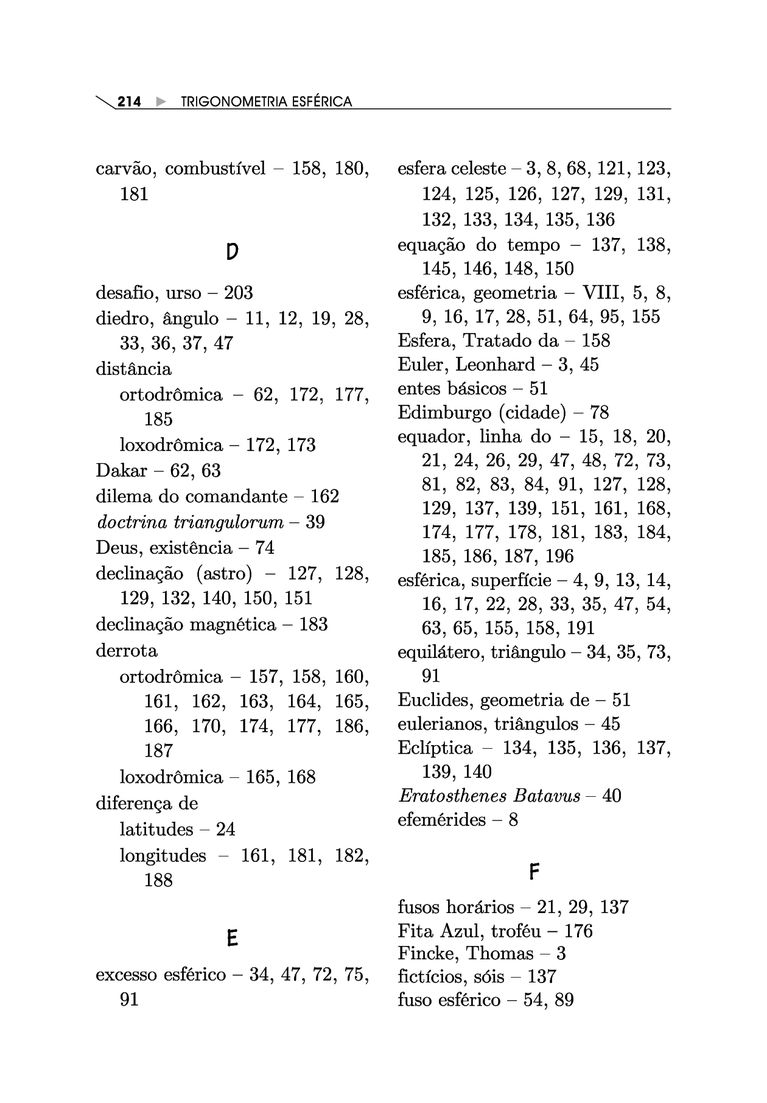 214 ► TRIGONOMETRIA ESFÉRICA
carvão, combustível – 158, 180,
181
D
desafio, urso – 203
diedro, ângulo – 11, 12, 19, 28,
33, 36, 37, 47
distância
ortodrômica – 62, 172, 177,
185
loxodrômica – 172, 173
Dakar – 62, 63
dilema do comandante – 162
doctrina triangulorum – 39
Deus, existência – 74
declinação (astro) – 127, 128,
129, 132, 140, 150, 151
declinação magnética – 183
derrota
ortodrômica – 157, 158, 160,
161, 162, 163, 164, 165,
166, 170, 174, 177, 186,
187
loxodrômica – 165, 168
diferença de
latitudes – 24
longitudes – 161, 181, 182,
188
E
excesso esférico – 34, 47, 72, 75,
91
esfera celeste – 3, 8, 68, 121, 123,
124, 125, 126, 127, 129, 131,
132, 133, 134, 135, 136
equação do tempo – 137, 138,
145, 146, 148, 150
esférica, geometria – VIII, 5, 8,
9, 16, 17, 28, 51, 64, 95, 155
Esfera, Tratado da – 158
Euler, Leonhard – 3, 45
entes básicos – 51
Edimburgo (cidade) – 78
equador, linha do – 15, 18, 20,
21, 24, 26, 29, 47, 48, 72, 73,
81, 82, 83, 84, 91, 127, 128,
129, 137, 139, 151, 161, 168,
174, 177, 178, 181, 183, 184,
185, 186, 187, 196
esférica, superfície – 4, 9, 13, 14,
16, 17, 22, 28, 33, 35, 47, 54,
63, 65, 155, 158, 191
equilátero, triângulo – 34, 35, 73,
91
Euclides, geometria de – 51
eulerianos, triângulos – 45
Eclíptica – 134, 135, 136, 137,
139, 140
Eratosthenes Batavus – 40
efemérides – 8
F
fusos horários – 21, 29, 137
Fita Azul, troféu – 176
Fincke, Thomas – 3
fictícios, sóis – 137
fuso esférico – 54, 89